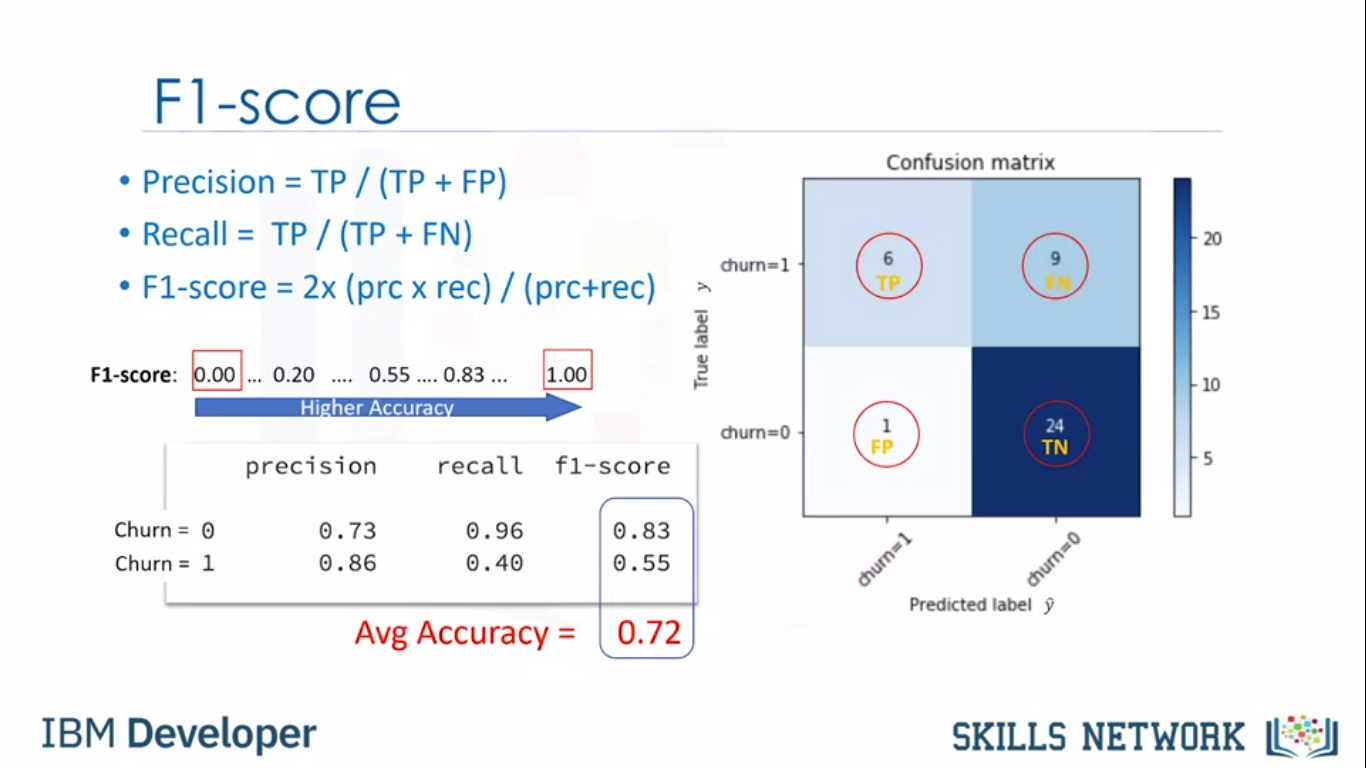 F1-score
• Precision = TP / (TP + FP)
• Recall = TP / (TP + FN)
• F1-score = 2x (prc x rec) / (prc+rec)
F1-score: 0.00 ... 0.20 .... 0.55 .... 0.83 ... 1.00
Higher Accuracy
precision recall f1-score
Churn = 0 0.73 0.96 0.83
Churn = 1 0.86 0.40 0.55
Avg Accuracy = 0.72
Confusion matrix
True label y
churn=1
6
TP
9
FN
churn=0
1
FP
24
TN
churn=1
churn=0
Predicted label ŷ
20
15
10
5
IBM Developer
SKILLS NETWORK